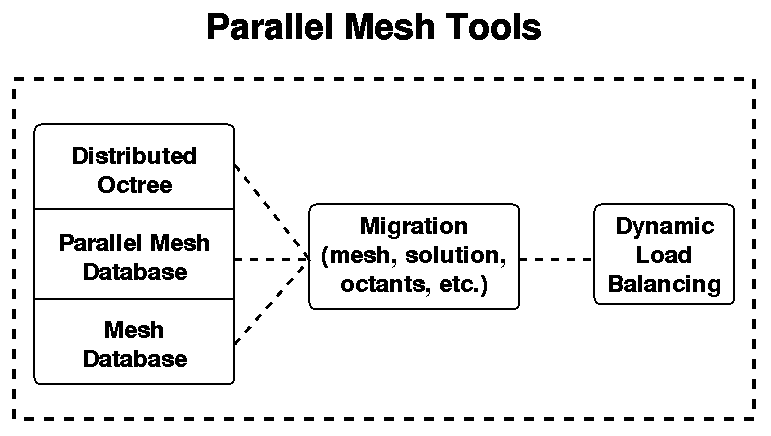 Parallel Mesh Tools
Distributed
Octree
Parallel Mesh
Database
Mesh
Database
Migration
(mesh, solution,
octants, etc.)
Dynamic
Load
Balancing